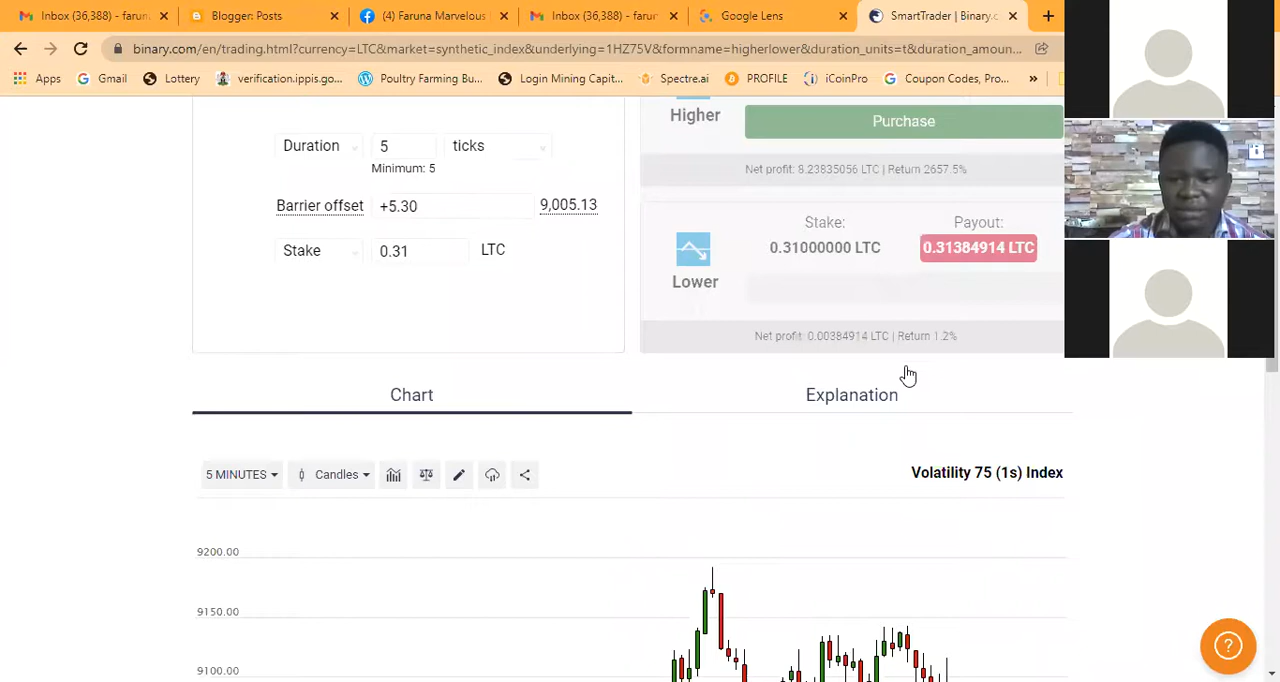 Inbox (36,388) - farun
Blogger: Posts
(4) Faruna Marvelous
Inbox (36,388) - farun
Google Lens
SmartTrader | Binary.c
binary.com/en/trading.html?currency=LTC&market=synthetic_index&underlying=1HZ75V&formname=higherlower&duration_units=t&duration_amoun...
Apps
Gmail
Lottery
verification.ippis.go...
Poultry Farming Bu...
Login Mining Capit...
Spectre.ai
PROFILE
iCoinPro
Coupon Codes, Pro...
»
Duration 5 ticks
Minimum: 5
Barrier offset +5.30 9,005.13
Stake 0.31 LTC
Higher
Purchase
Net profit: 8.23835056 LTC | Return 2657.5%
Stake: Payout:
0.31000000 LTC 0.31384914 LTC
Lower
Net profit: 0.00384914 LTC | Return 1.2%
Chart Explanation
5 MINUTES Candles
Volatility 75 (1s) Index
9200.00
9150.00
9100.00
?